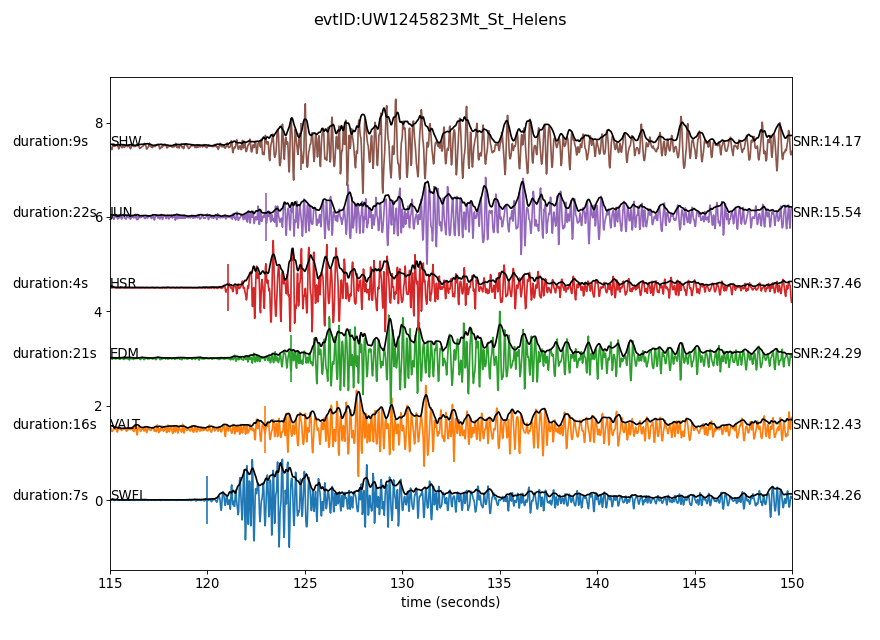 evtID:UW1245823Mt_St_Helens
8
duration:9s SHW SNR:14.17
duration:22s 6 JUN SNR:15.54
duration:4s HSR SNR:37.46
4
duration:21s EDM SNR:24.29
2
duration:16s VALT SNR:12.43
duration:7s 0 SWFL SNR:34.26
115 120 125 130 135 140 145 150
time (seconds)